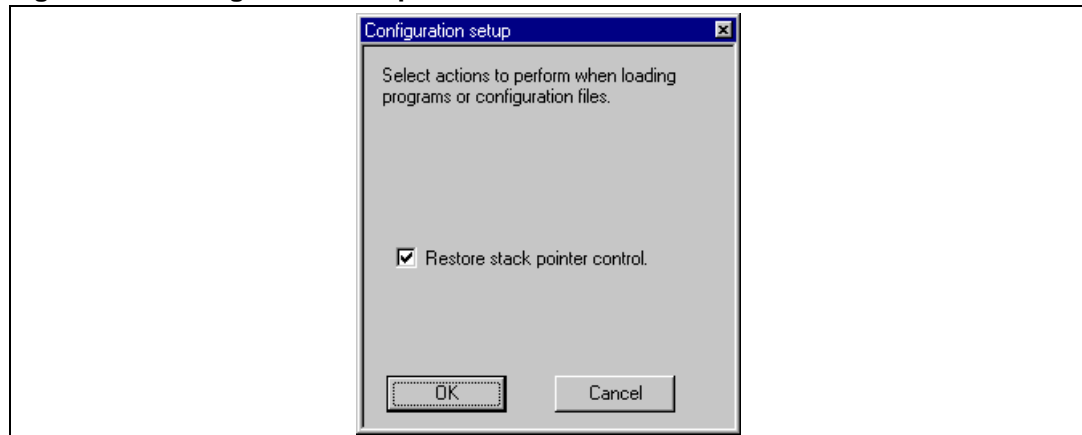 Configuration setup
Select actions to perform when loading
programs or configuration files.
Restore stack pointer control.
OK
Cancel